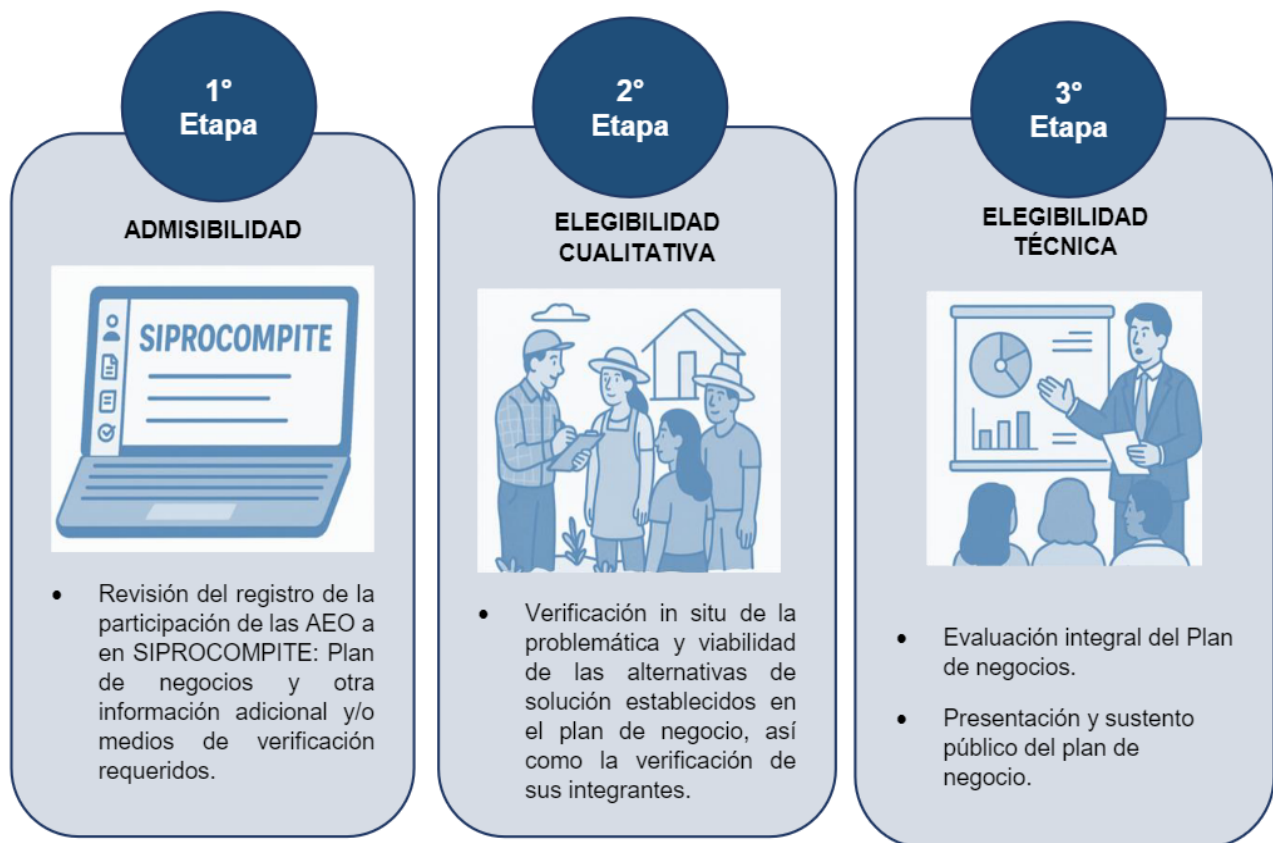 1°
Etapa
ADMISIBILIDAD
SIPROCOMPITE
• Revisión del registro de la
participación de las AEO a
en SIPROCOMPITE: Plan
de negocios y otra
información adicional y/o
medios de verificación
requeridos.
2°
Etapa
ELEGIBILIDAD
CUALITATIVA
• Verificación in situ de la
problemática y viabilidad
de las alternativas de
solución establecidos en
el plan de negocio, así
como la verificación de
sus integrantes.
3°
Etapa
ELEGIBILIDAD
TÉCNICA
• Evaluación integral del Plan
de negocios.
• Presentación y sustento
público del plan de
negocio.